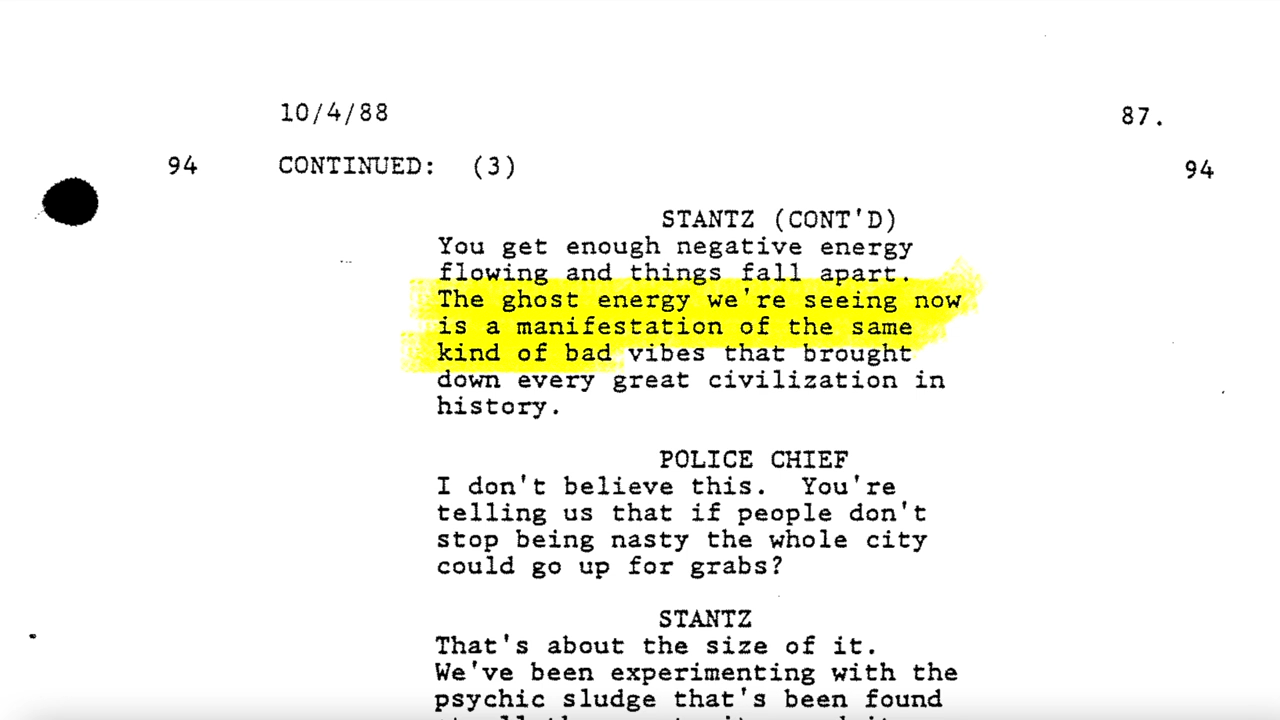 10/4/88 87.
94 CONTINUED: (3) 94
STANTZ (CONT'D)
You get enough negative energy
flowing and things fall apart.
The ghost energy we're seeing now
is a manifestation of the same
kind of bad vibes that brought
down every great civilization in
history.
POLICE CHIEF
I don't believe this. You're
telling us that if people don't
stop being nasty the whole city
could go up for grabs?
STANTZ
That's about the size of it.
We've been experimenting with the
psychic sludge that's been found